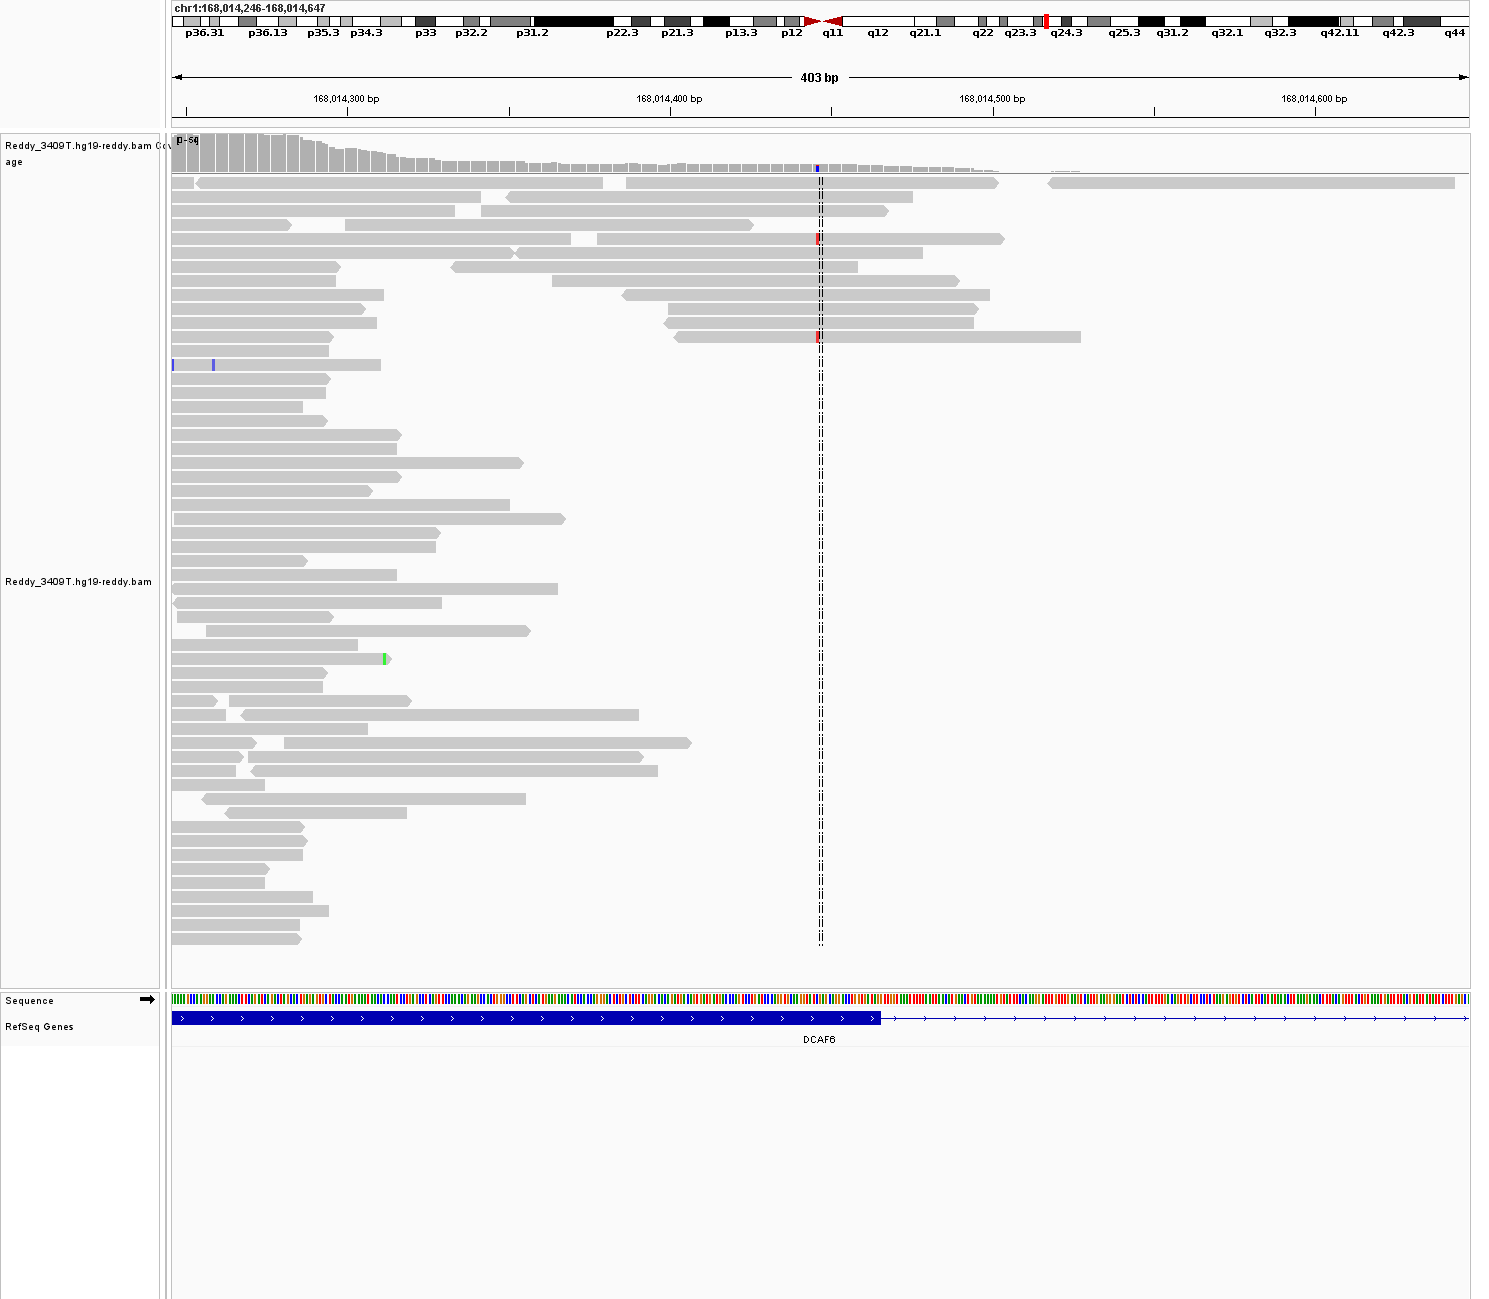 chr1:168,014,246-168,014,647
p36.31 p36.13 p35.3 p34.3 p33 p32.2 p31.2 p22.3 p21.3 p13.3 p12 q11 q12 q21.1 q22 q23.3 q24.3 q25.3 q31.2 q32.1 q32.3 q42.11 q42.3 q44
403 bp
168,014,300 bp 168,014,400 bp 168,014,500 bp 168,014,600 bp
Reddy_3409T.hg19-reddy.bam Cov
age
Reddy_3409T.hg19-reddy.bam
Sequence
RefSeq Genes
DCAF6